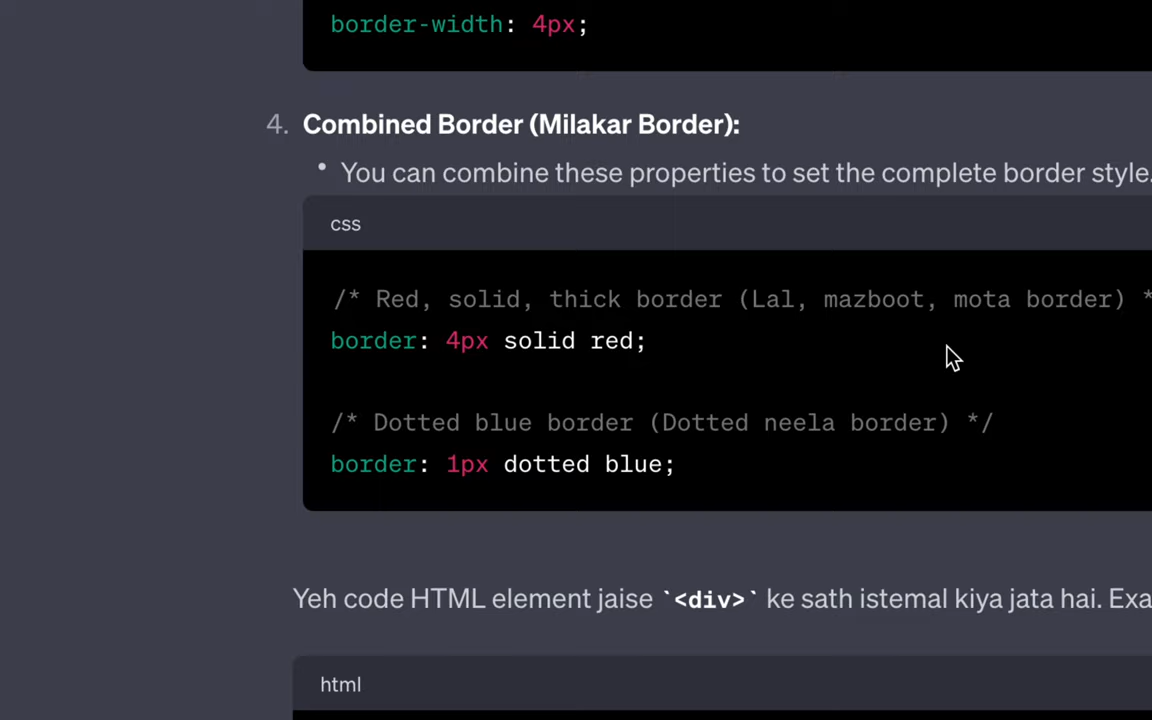 border-width: 4px;
4. Combined Border (Milakar Border):
• You can combine these properties to set the complete border style.
css
/* Red, solid, thick border (Lal, mazboot, mota border) *
border: 4px solid red;
/* Dotted blue border (Dotted neela border) */
border: 1px dotted blue;
Yeh code HTML element jaise `<div>` ke sath istemal kiya jata hai. Exa
html